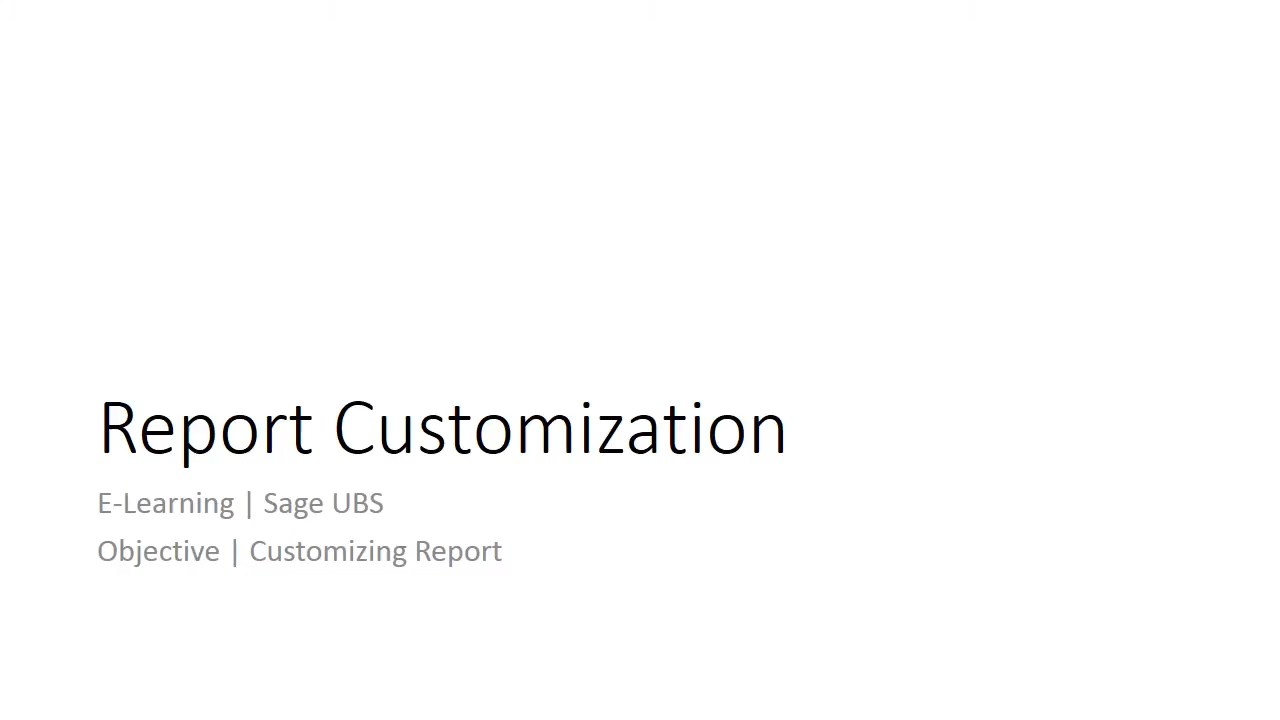 Report Customization
E-Learning | Sage UBS
Objective | Customizing Report